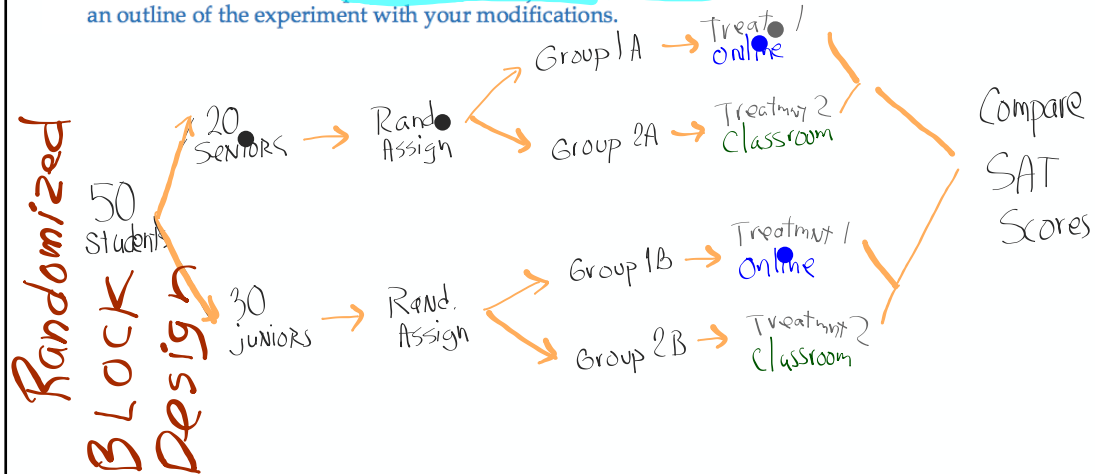 an outline of the experiment with your modifications.
Randomized
BLOCK
Design
50
students
20
SENIORS
Rand
Assign
Group 1A
Treat 1
online
Group 2A
Treatmnt 2
Classroom
30
juNiORS
Rand.
Assign
Group 1B
Treatmnt 1
Online
Group 2B
Treatmnt 2
Classroom
Compare
SAT
Scores